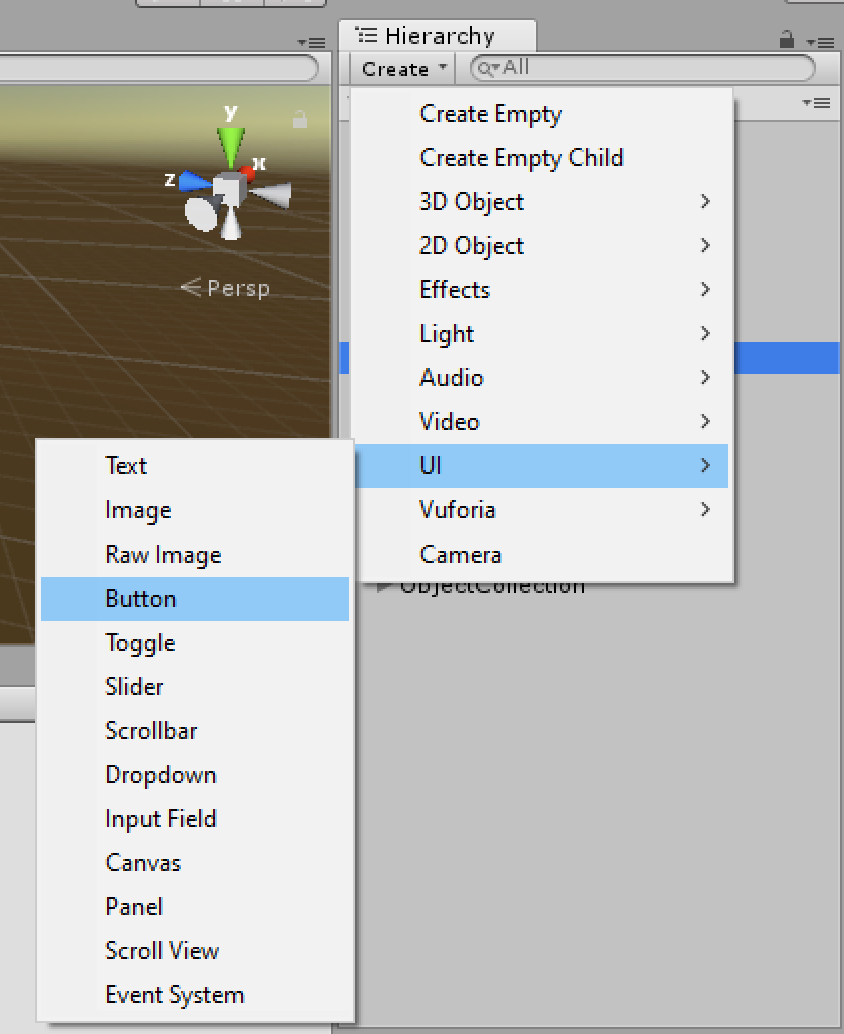 Hierarchy
Create
All
y
x
z
Persp
Create Empty
Create Empty Child
3D Object
2D Object
Effects
Light
Audio
Video
UI
Vuforia
Camera
ObjectCollection
Text
Image
Raw Image
Button
Toggle
Slider
Scrollbar
Dropdown
Input Field
Canvas
Panel
Scroll View
Event System